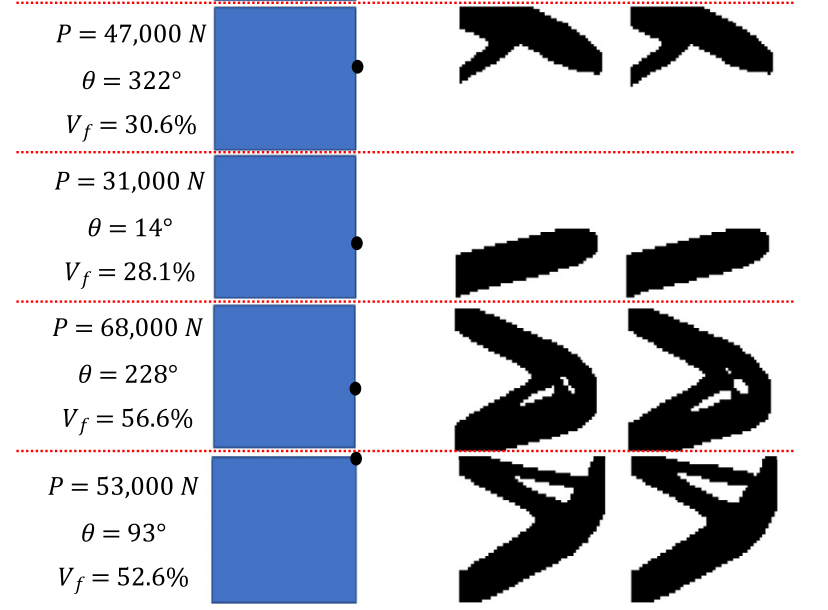 P = 47,000 N
θ = 322°
V_f = 30.6%
P = 31,000 N
θ = 14°
V_f = 28.1%
P = 68,000 N
θ = 228°
V_f = 56.6%
P = 53,000 N
θ = 93°
V_f = 52.6%